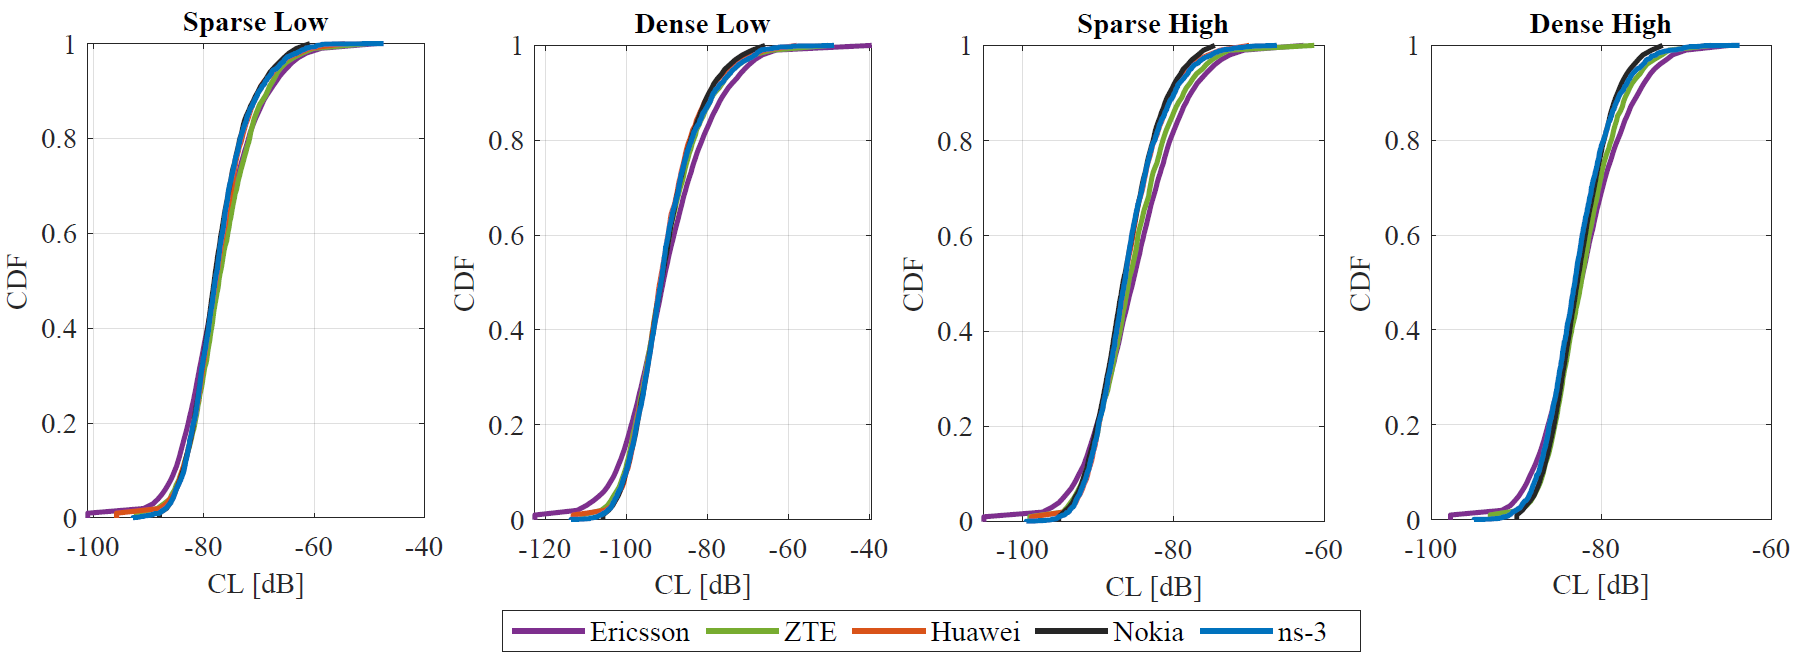 Sparse Low
1
0.8
0.6
0.4
0.2
0
CDF
-100 -80 -60 -40
CL [dB]
Dense Low
1
0.8
0.6
0.4
0.2
0
CDF
-120 -100 -80 -60 -40
CL [dB]
Sparse High
1
0.8
0.6
0.4
0.2
0
CDF
-100 -80 -60
CL [dB]
Dense High
1
0.8
0.6
0.4
0.2
0
CDF
-100 -80 -60
CL [dB]
Ericsson ZTE Huawei Nokia ns-3